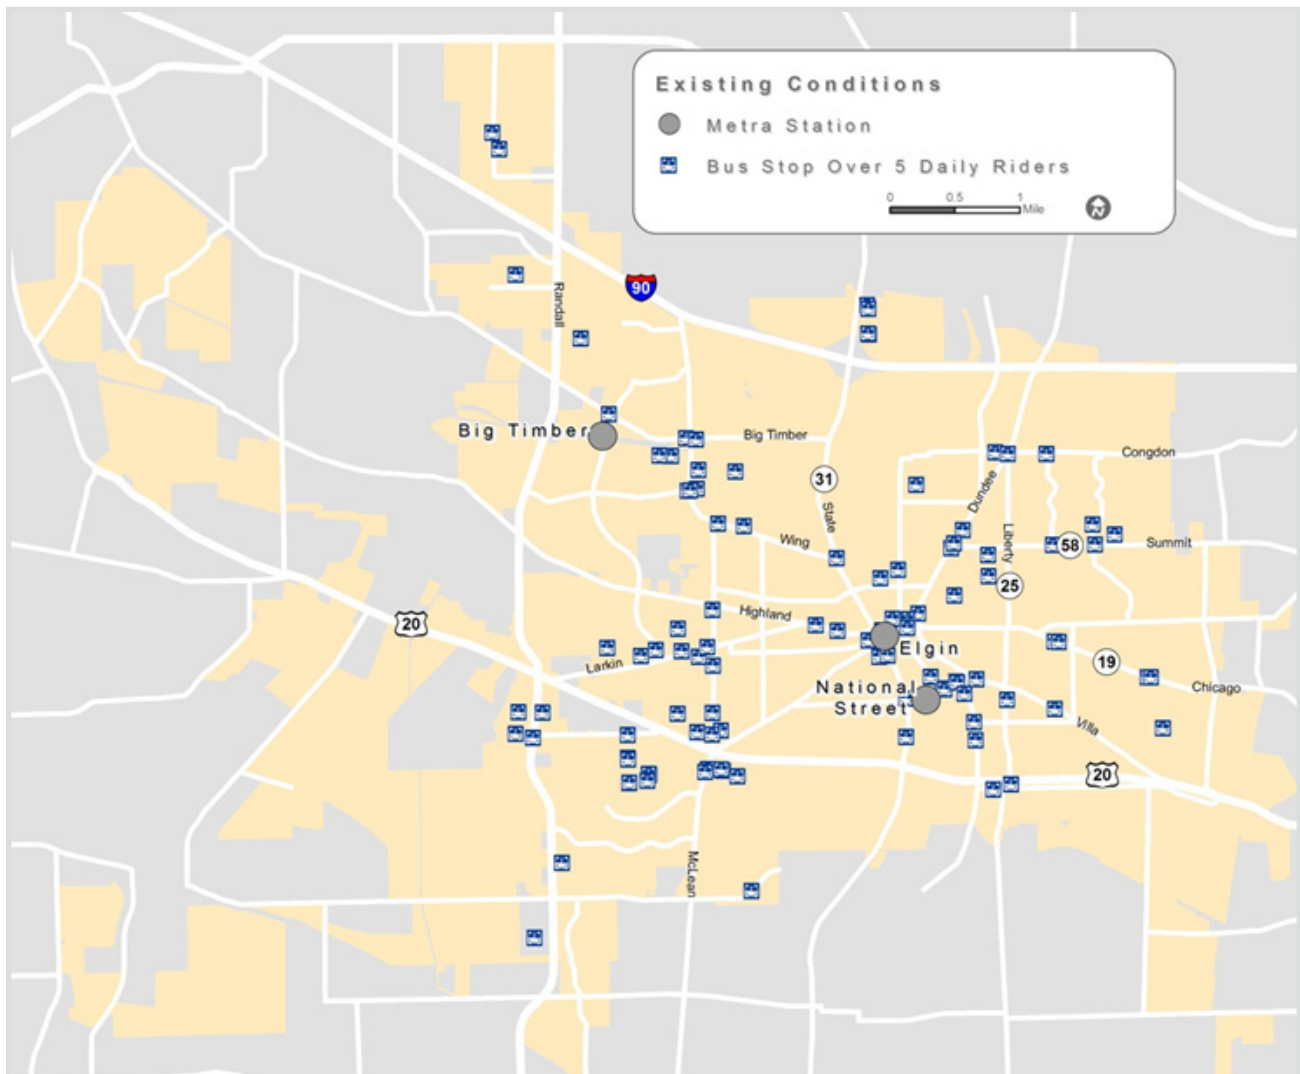 Existing Conditions
Metra Station
Bus Stop Over 5 Daily Riders
0 0.5 1
Mile
N
90
Randall
Big Timber
Big Timber
31
State
Congdon
Dundee
Liberty
Wing
58
Summit
25
Highland
20
Elgin
Larkin
19
Chicago
National
Street
Villa
20
McLean